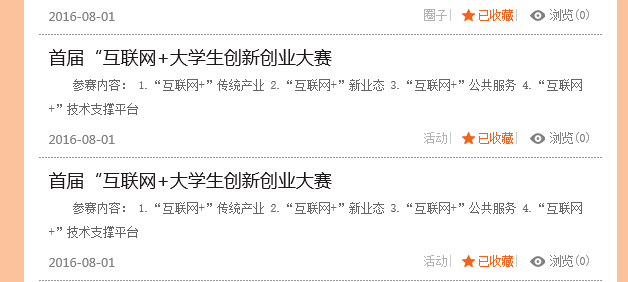 2016-08-01 圈子| ★已收藏| 浏览(0)
首届“互联网+大学生创新创业大赛
参赛内容: 1.“互联网+”传统产业 2.“互联网+”新业态 3.“互联网+”公共服务 4.“互联网
+”技术支撑平台
2016-08-01 活动| ★已收藏| 浏览(0)
首届“互联网+大学生创新创业大赛
参赛内容: 1.“互联网+”传统产业 2.“互联网+”新业态 3.“互联网+”公共服务 4.“互联网
+”技术支撑平台
2016-08-01 活动| ★已收藏| 浏览(0)